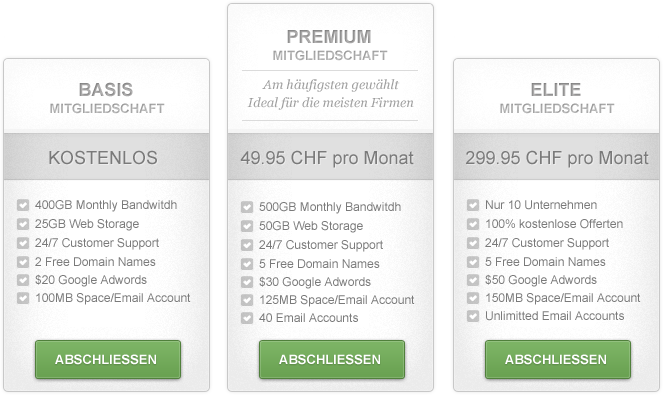 BASIS
MITGLIEDSCHAFT
KOSTENLOS
400GB Monthly Bandwitdh
25GB Web Storage
24/7 Customer Support
2 Free Domain Names
$20 Google Adwords
100MB Space/Email Account
ABSCHLIESSEN
PREMIUM
MITGLIEDSCHAFT
Am häufigsten gewählt
Ideal für die meisten Firmen
49.95 CHF pro Monat
500GB Monthly Bandwitdh
50GB Web Storage
24/7 Customer Support
5 Free Domain Names
$30 Google Adwords
125MB Space/Email Account
40 Email Accounts
ABSCHLIESSEN
ELITE
MITGLIEDSCHAFT
299.95 CHF pro Monat
Nur 10 Unternehmen
100% kostenlose Offerten
24/7 Customer Support
5 Free Domain Names
$50 Google Adwords
150MB Space/Email Account
Unlimitted Email Accounts
ABSCHLIESSEN